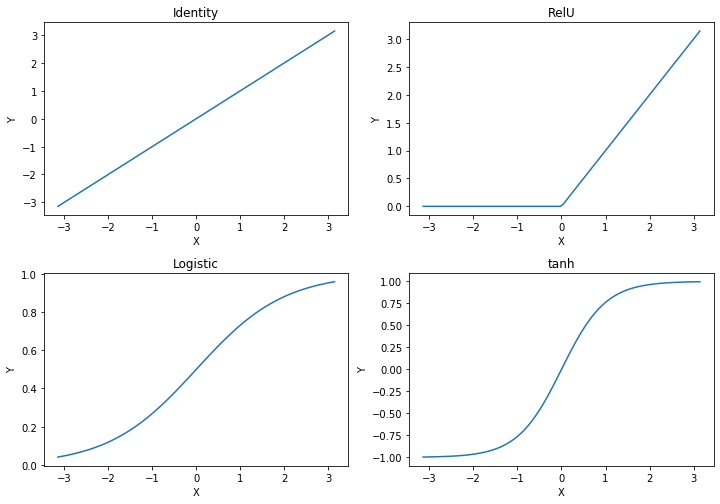 Identity
3
2
1
0
−1
−2
−3
Y
−3 −2 −1 0 1 2 3
X
RelU
3.0
2.5
2.0
1.5
1.0
0.5
0.0
Y
−3 −2 −1 0 1 2 3
X
Logistic
1.0
0.8
0.6
0.4
0.2
0.0
Y
−3 −2 −1 0 1 2 3
X
tanh
1.00
0.75
0.50
0.25
0.00
−0.25
−0.50
−0.75
−1.00
Y
−3 −2 −1 0 1 2 3
X